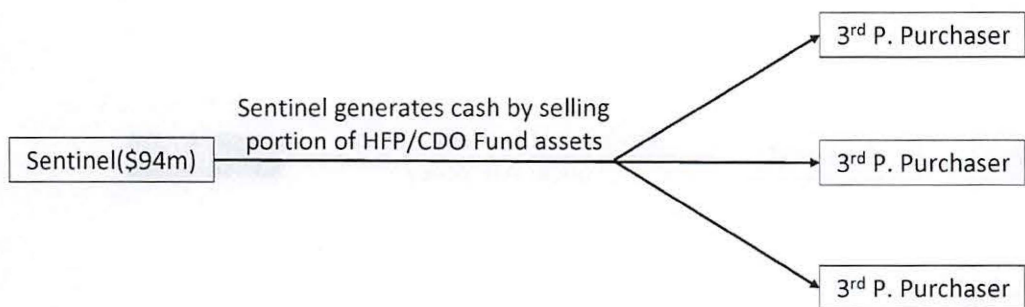 3rd P. Purchaser
Sentinel generates cash by selling
portion of HFP/CDO Fund assets
Sentinel($94m)
3rd P. Purchaser
3rd P. Purchaser